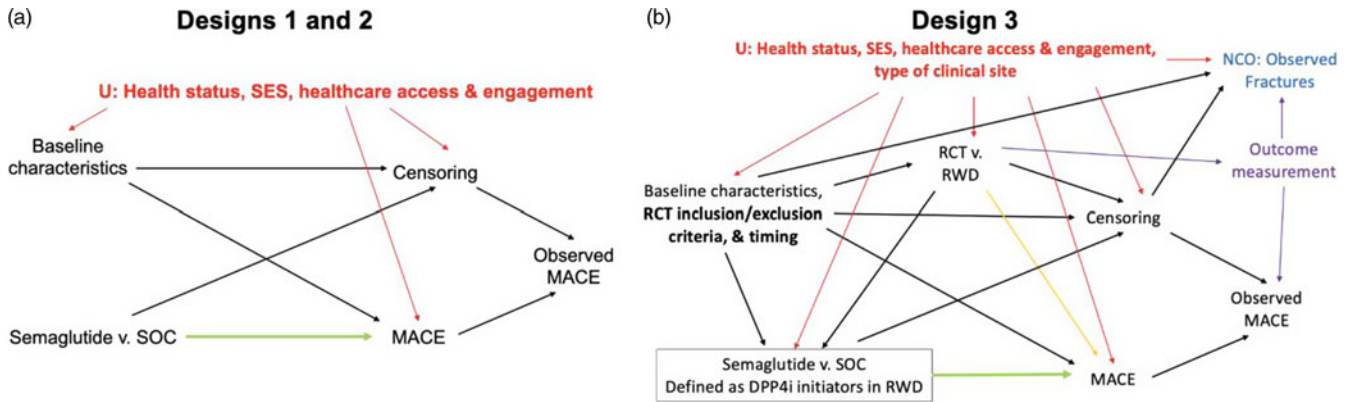 (a)
Designs 1 and 2
U: Health status, SES, healthcare access & engagement
Baseline
characteristics
Censoring
Observed
MACE
Semaglutide v. SOC
MACE
(b)
Design 3
U: Health status, SES, healthcare access & engagement,
type of clinical site
NCO: Observed
Fractures
RCT v.
RWD
Outcome
measurement
Baseline characteristics,
RCT inclusion/exclusion
criteria, & timing
Censoring
Observed
MACE
Semaglutide v. SOC
Defined as DPP4i initiators in RWD
MACE